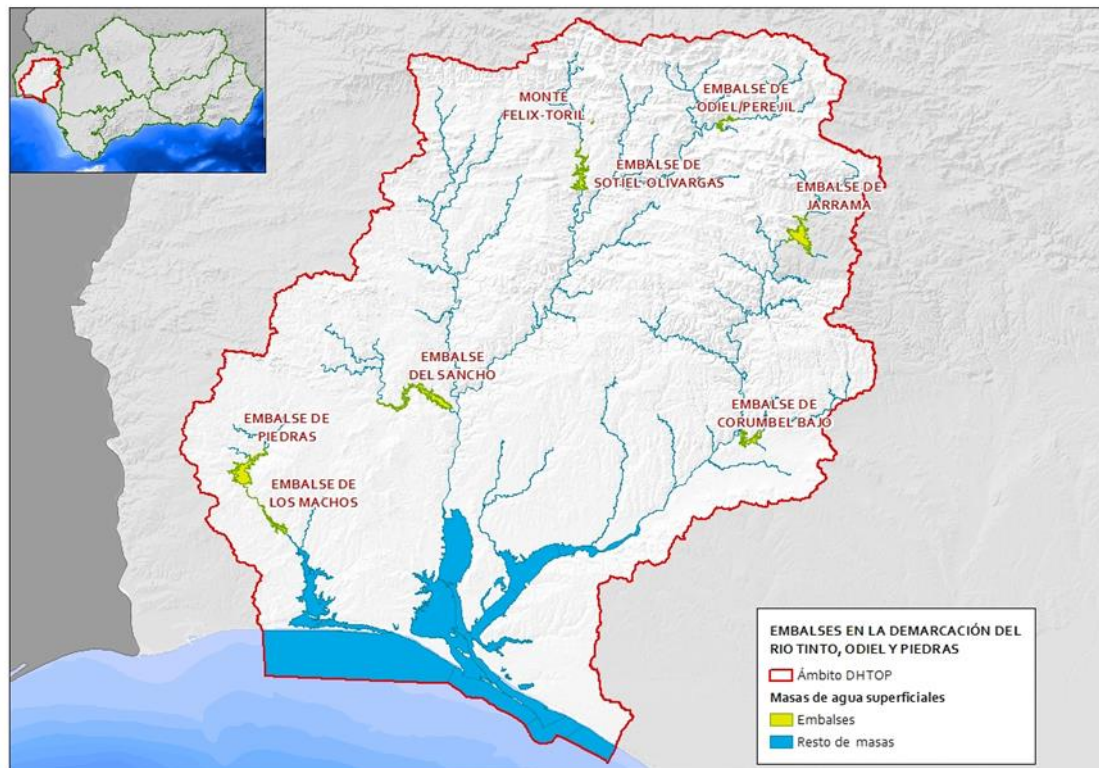 MONTE
FELIX-TORIL
EMBALSE DE
ODIEL/PEREJIL
EMBALSE DE
SOTIEL-OLIVARGAS
EMBALSE DE
JARRAMA
EMBALSE
DEL SANCHO
EMBALSE DE
CORUMBEL BAJO
EMBALSE DE
PIEDRAS
EMBALSE DE
LOS MACHOS
EMBALSES EN LA DEMARCACIÓN DEL
RIO TINTO, ODIEL Y PIEDRAS
Ámbito DHTOP
Masas de agua superficiales
Embalses
Resto de masas